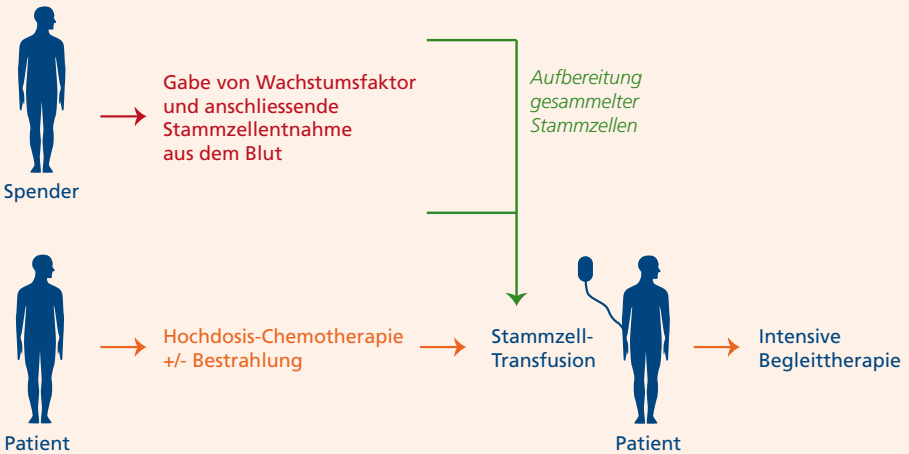 Gabe von Wachstumsfaktor
und anschliessende
Stammzellentnahme
aus dem Blut
Aufbereitung
gesammelter
Stammzellen
Spender
Hochdosis-Chemotherapie
+/- Bestrahlung
Stammzell-
Transfusion
Intensive
Begleittherapie
Patient
Patient